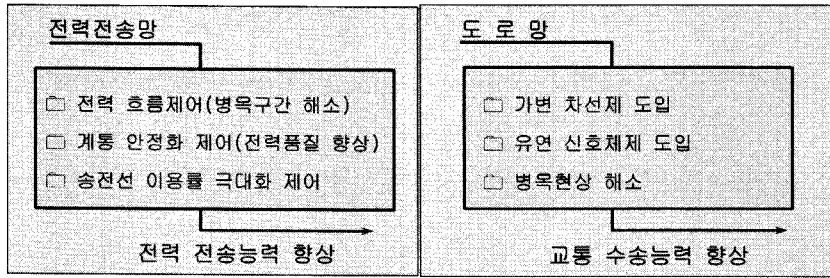 전력전송망
전력 흐름제어(병목구간 해소)
계통 안정화 제어(전력품질 향상)
송전선 이용률 극대화 제어
전력 전송능력 향상
도 로 망
가변 차선제 도입
유연 신호체제 도입
병목현상 해소
교통 수송능력 향상